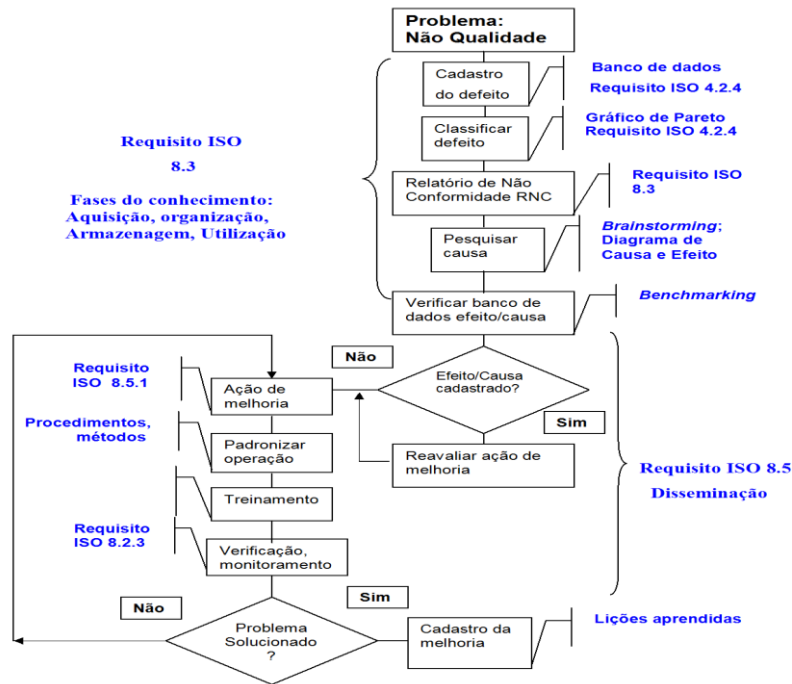 Problema:
Não Qualidade
Cadastro
do defeito
Banco de dados
Requisito ISO 4.2.4
Classificar
defeito
Gráfico de Pareto
Requisito ISO 4.2.4
Requisito ISO
8.3
Fases do conhecimento:
Aquisição, organização,
Armazenagem, Utilização
Relatório de Não
Conformidade RNC
Requisito ISO
8.3
Pesquisar
causa
Brainstorming;
Diagrama de
Causa e Efeito
Verificar banco de
dados efeito/causa
Benchmarking
Não
Efeito/Causa
cadastrado?
Sim
Requisito
ISO 8.5.1
Ação de
melhoria
Procedimentos,
métodos
Padronizar
operação
Reavaliar ação de
melhoria
Requisito ISO 8.5
Disseminação
Treinamento
Requisito
ISO 8.2.3
Verificação,
monitoramento
Não
Sim
Problema
Solucionado
?
Cadastro da
melhoria
Lições aprendidas